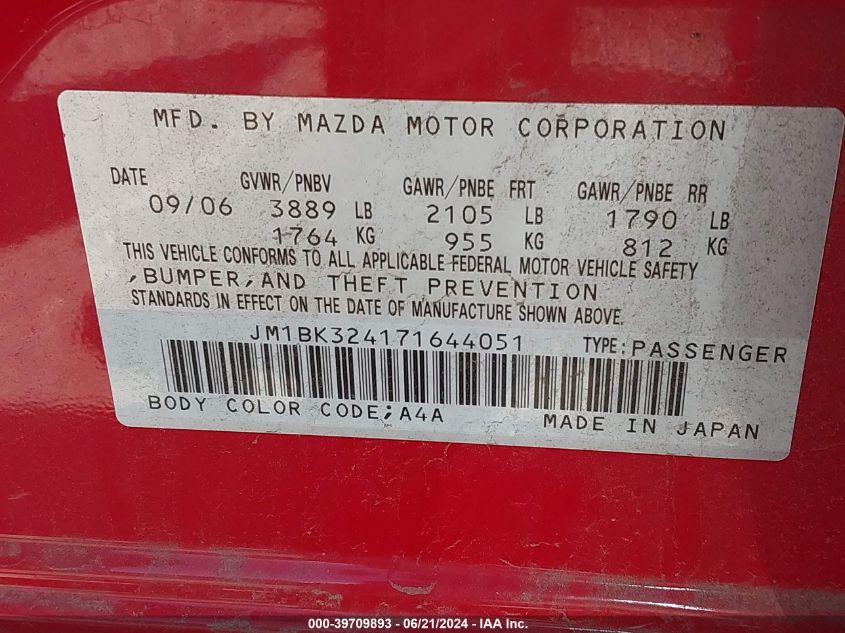 MFD. BY MAZDA MOTOR CORPORATION
DATE GVWR/PNBV GAWR/PNBE FRT GAWR/PNBE RR
09/06 3889 LB 2105 LB 1790 LB
1764 KG 955 KG 812 KG
THIS VEHICLE CONFORMS TO ALL APPLICABLE FEDERAL MOTOR VEHICLE SAFETY
,BUMPER,AND THEFT PREVENTION
STANDARDS IN EFFECT ON THE DATE OF MANUFACTURE SHOWN ABOVE.
JM1BK324171644051 TYPE:PASSENGER
BODY COLOR CODE;A4A MADE IN JAPAN
000-39709893 - 06/21/2024 - IAA Inc.